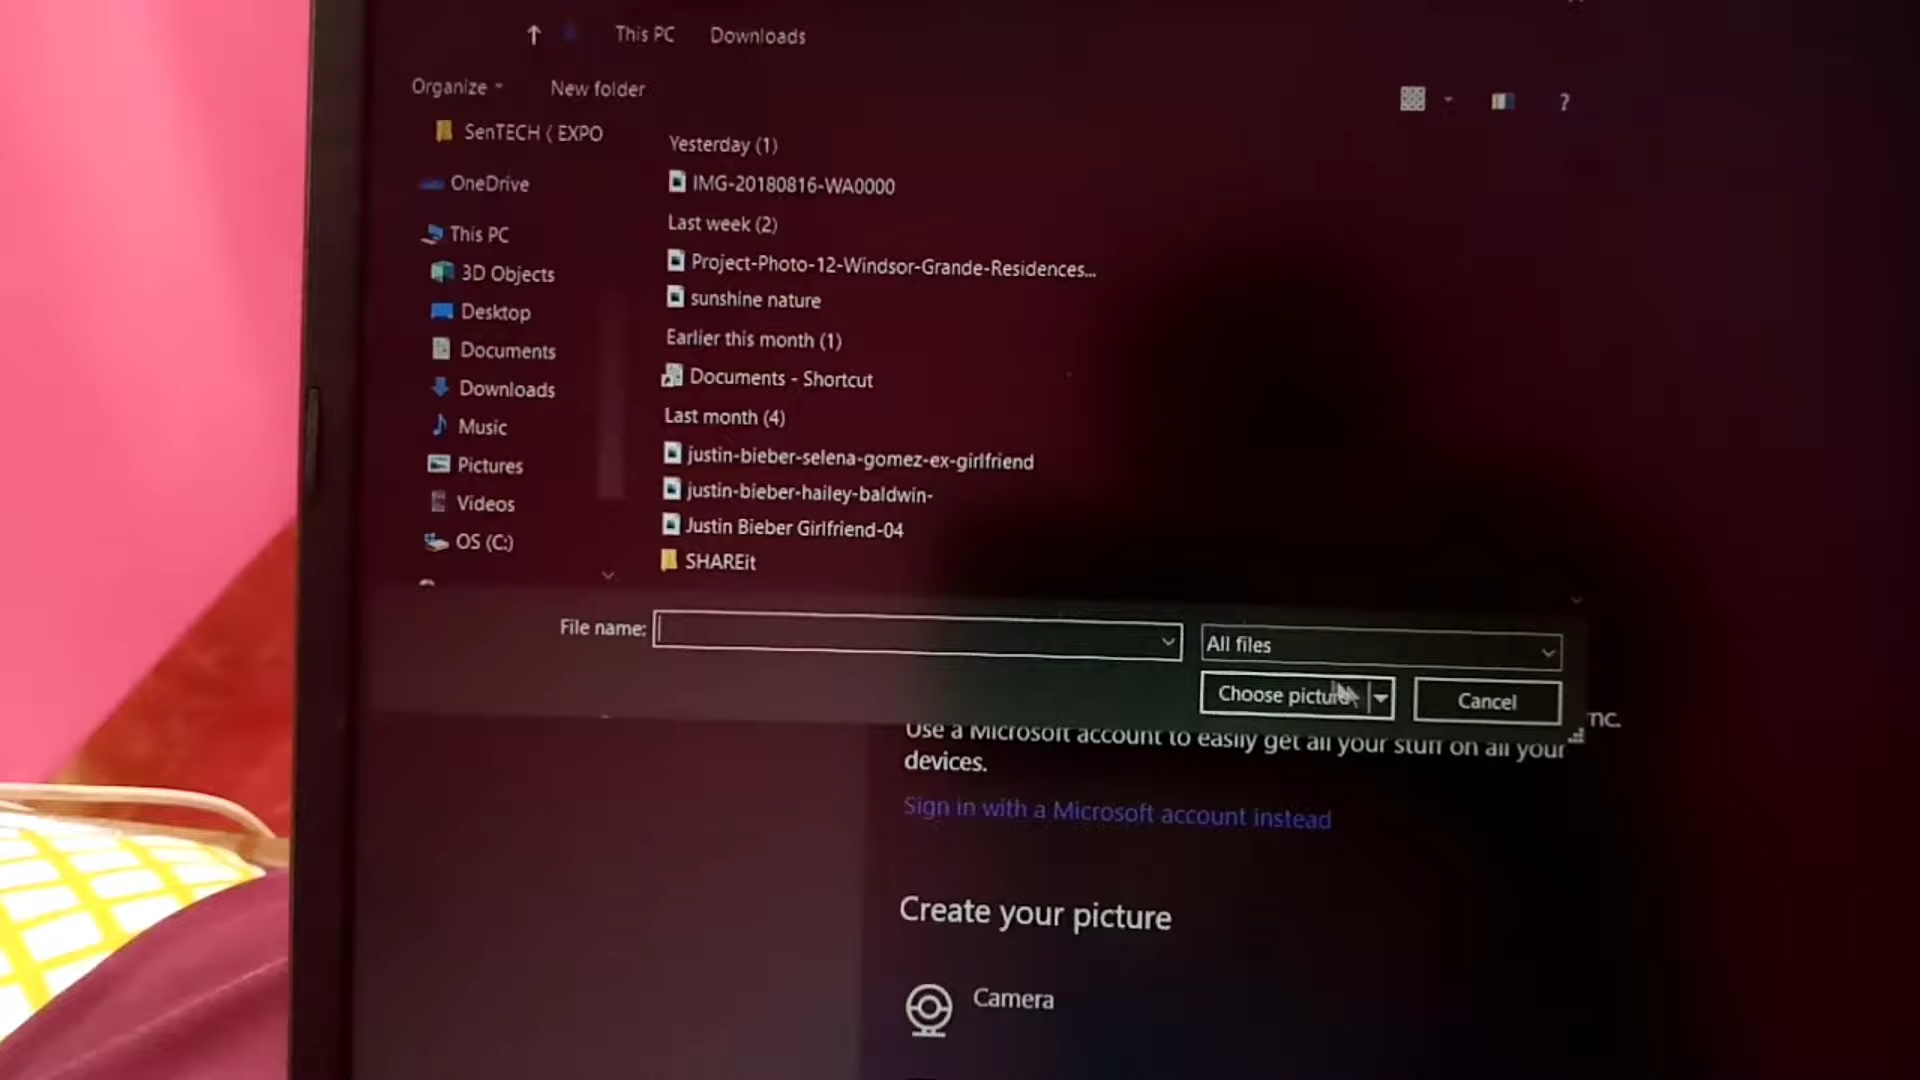 This PC Downloads
Organize New folder
?
SenTECH ( EXPO
OneDrive
This PC
3D Objects
Desktop
Documents
Downloads
Music
Pictures
Videos
OS (C:)
Yesterday (1)
IMG-20180816-WA0000
Last week (2)
Project-Photo-12-Windsor-Grande-Residences...
sunshine nature
Earlier this month (1)
Documents - Shortcut
Last month (4)
justin-bieber-selena-gomez-ex-girlfriend
justin-bieber-hailey-baldwin-
Justin Bieber Girlfriend-04
SHAREit
File name:
All files
Choose picture
Cancel
nc.
Use a Microsoft account to easily get all your stuff on all your
devices.
Sign in with a Microsoft account instead
Create your picture
Camera